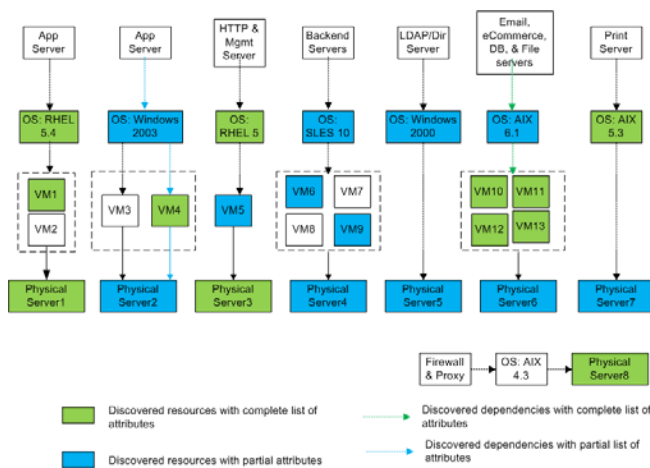 App
Server
App
Server
HTTP &
Mgmt
Server
Backend
Servers
LDAP/Dir
Server
Email,
eCommerce,
DB, & File
servers
Print
Server
OS: RHEL
5.4
OS: Windows
2003
OS:
RHEL 5
OS:
SLES 10
OS: Windows
2000
OS: AIX
6.1
OS: AIX
5.3
VM1
VM2
VM3
VM4
VM5
VM6
VM7
VM8
VM9
VM10
VM11
VM12
VM13
Physical
Server1
Physical
Server2
Physical
Server3
Physical
Server4
Physical
Server5
Physical
Server6
Physical
Server7
Firewall
& Proxy
OS: AIX
4.3
Physical
Server8
Discovered resources with complete list of
attributes
Discovered dependencies with complete list of
attributes
Discovered resources with partial attributes
Discovered dependencies with partial list of
attributes